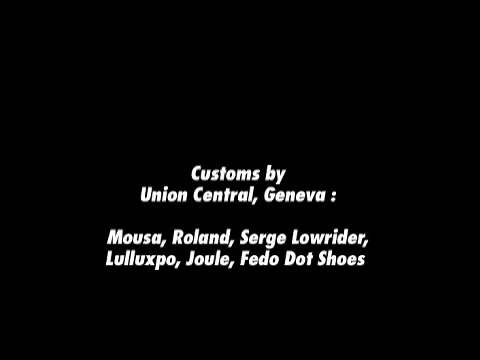 Customs by
Union Central, Geneva :
Mousa, Roland, Serge Lowrider,
Lulluxpo, Joule, Fedo Dot Shoes